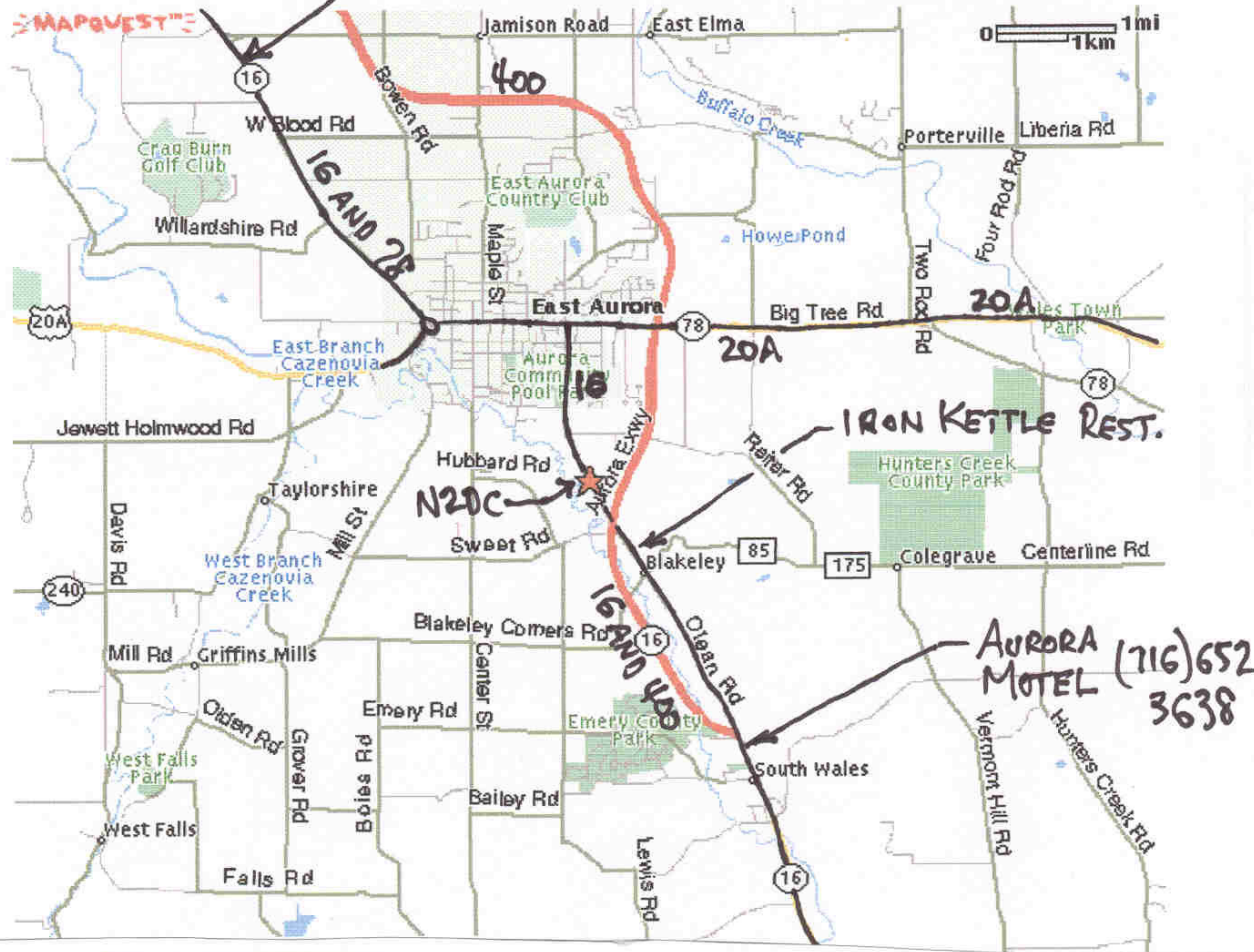 MAPQUEST™
Jamison Road
East Elma
0
1mi
1km
16
Bowen Rd
400
Buffalo Creek
W Blood Rd
Crag Burn
Golf Club
Porterville
Liberia Rd
16 AND 78
East Aurora
Country Club
Four Rod Rd
Willardshire Rd
Maple St
Howe Pond
Two Rod Rd
20A
East Aurora
78
Big Tree Rd
20A
Town
Park
20A
East Branch
Cazenovia
Creek
Aurora
Community
Pool
16
78
Jewett Holmwood Rd
IRON KETTLE REST.
Hubbard Rd
Aurora Exwy
Reiter Rd
Hunters Creek
County Park
Taylorshire
N2DC
Davis Rd
Mill St
Sweet Rd
West Branch
Cazenovia
Creek
Blakeley
85
175
Colegrave
Centerline Rd
240
16 AND 400
Blakeley Corners Rd
16
Olean Rd
Mill Rd
Griffins Mills
Center St
AURORA
MOTEL (716)652
3638
Olden Rd
Emery Rd
Emery County
Park
West Falls
Park
Grover Rd
Boies Rd
South Wales
Vermont Hill Rd
Hunters Creek Rd
Bailey Rd
West Falls
Lewis Rd
Falls Rd
16